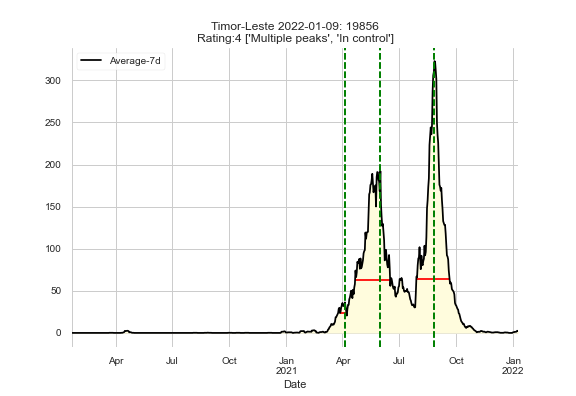 Timor-Leste 2022-01-09: 19856
Rating:4 ['Multiple peaks', 'In control']
Average-7d
300
250
200
150
100
50
0
Apr Jul Oct Jan Apr Jul Oct Jan
2021 2022
Date